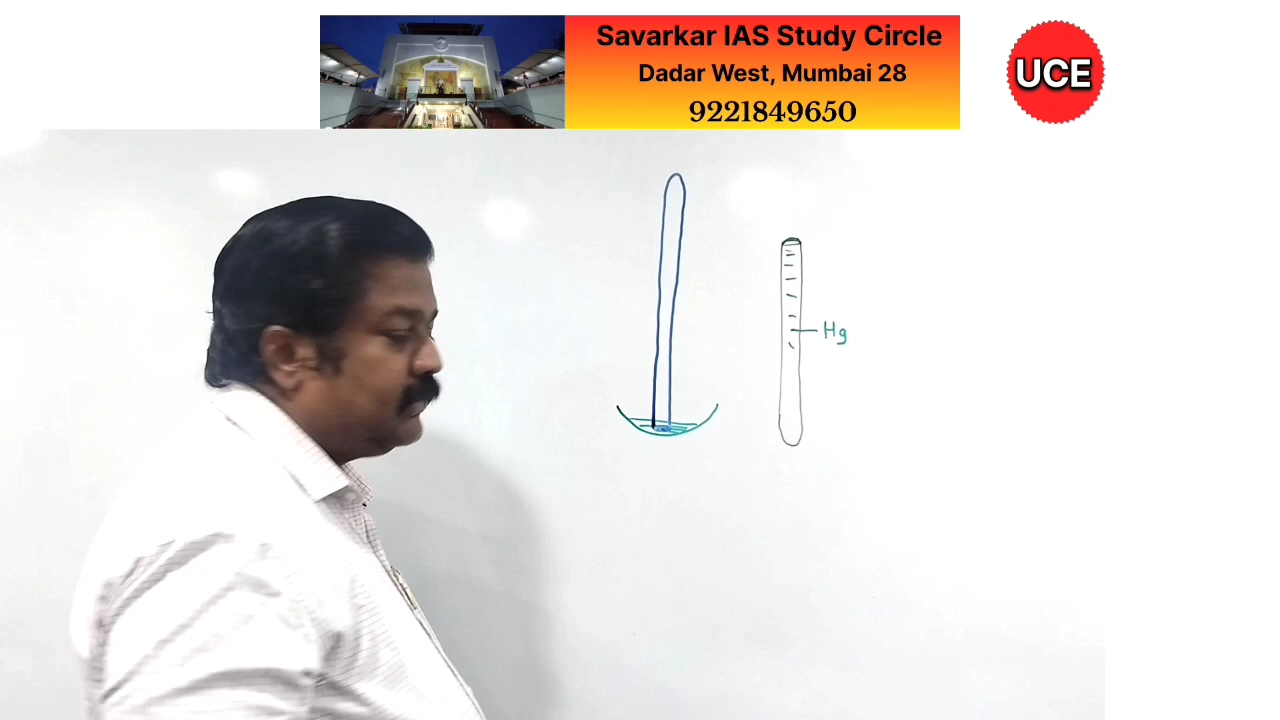 Savarkar IAS Study Circle
Dadar West, Mumbai 28
9221849650
UCE
Hg